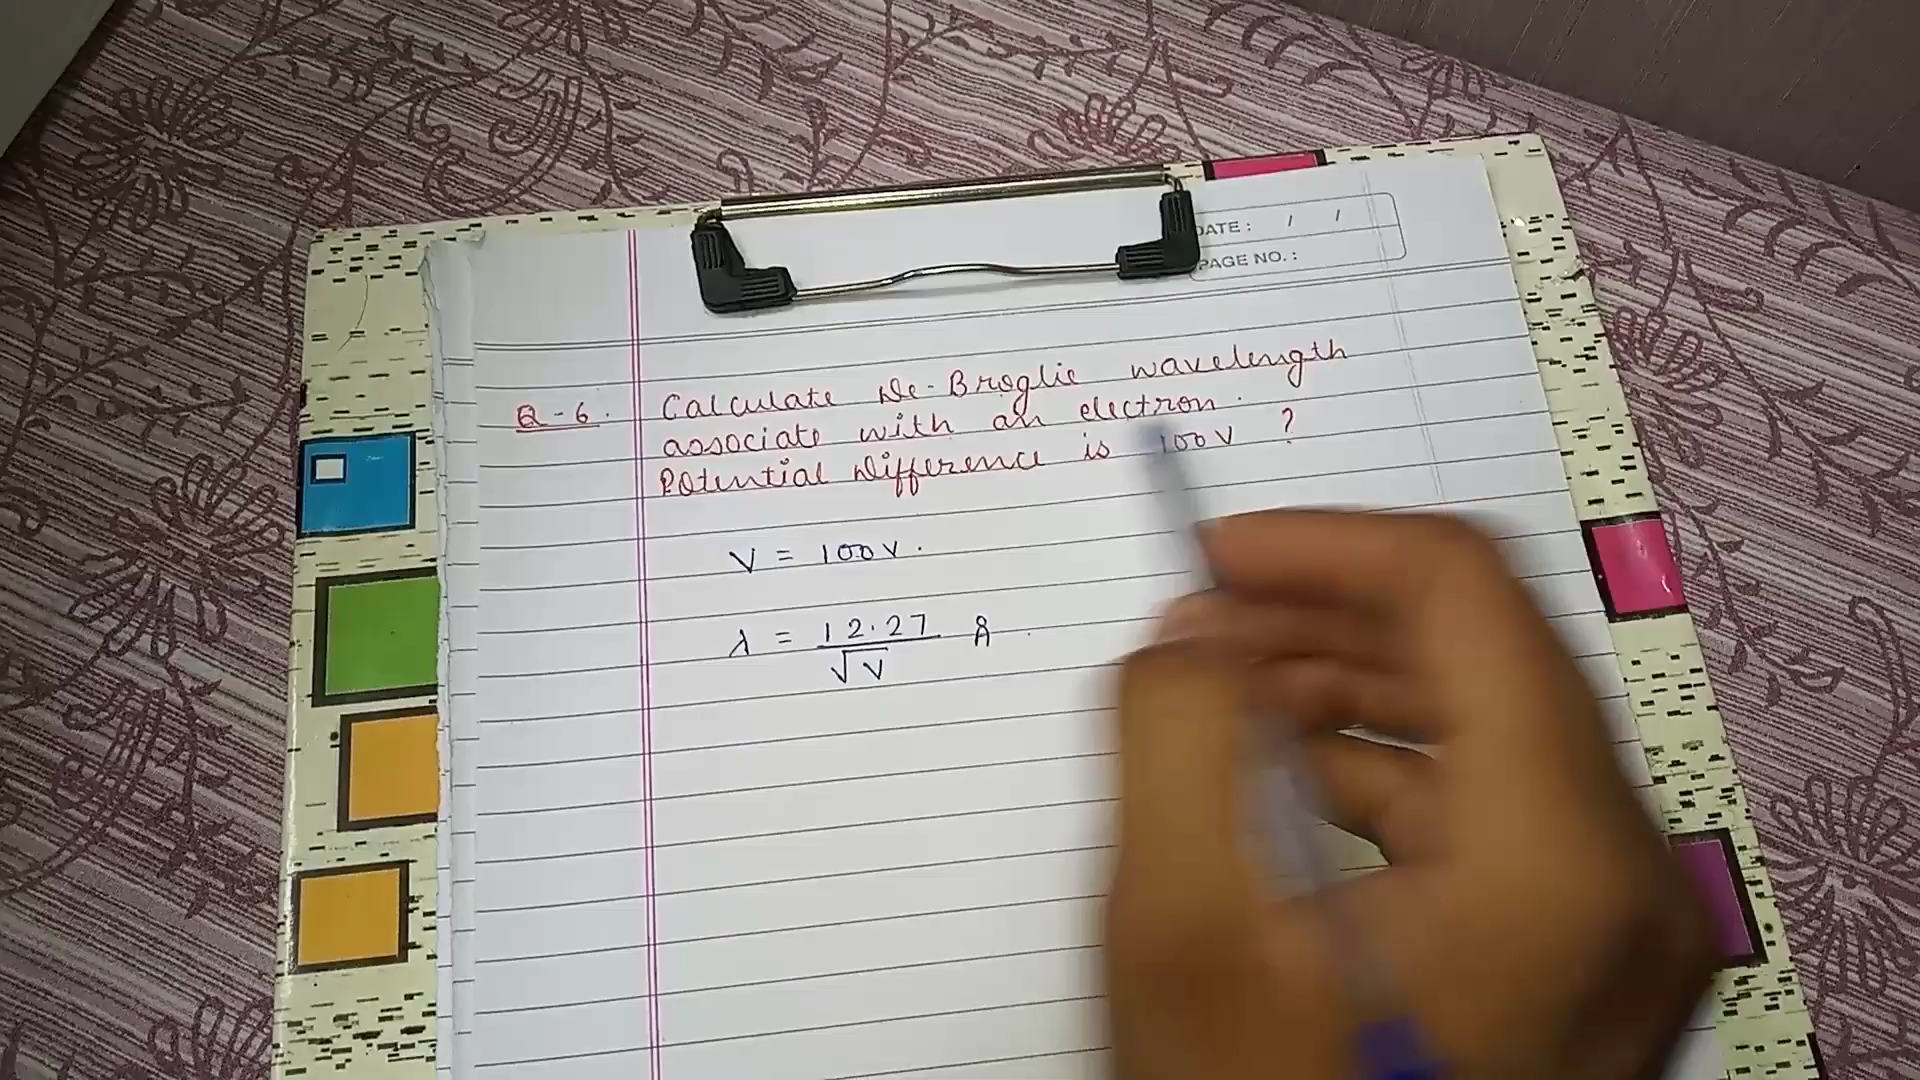 DATE : / /
PAGE NO. :
Q-6. Calculate De-Broglie wavelength
associate with an electron.
Potential Difference is 100V ?
V = 100V.
λ = 12.27 / √V Å